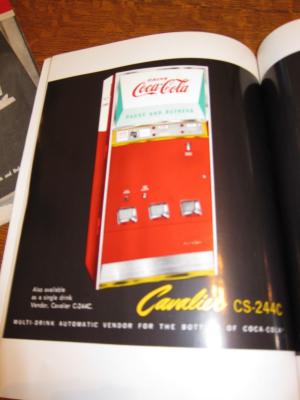 DRINK
Coca-Cola
PAUSE AND REFRESH
Also available
as a single drink
Vendor, Cavalier C-244C.
Cavalier CS-244C
MULTI-DRINK AUTOMATIC VENDOR FOR THE BOTTLERS OF COCA-COLA